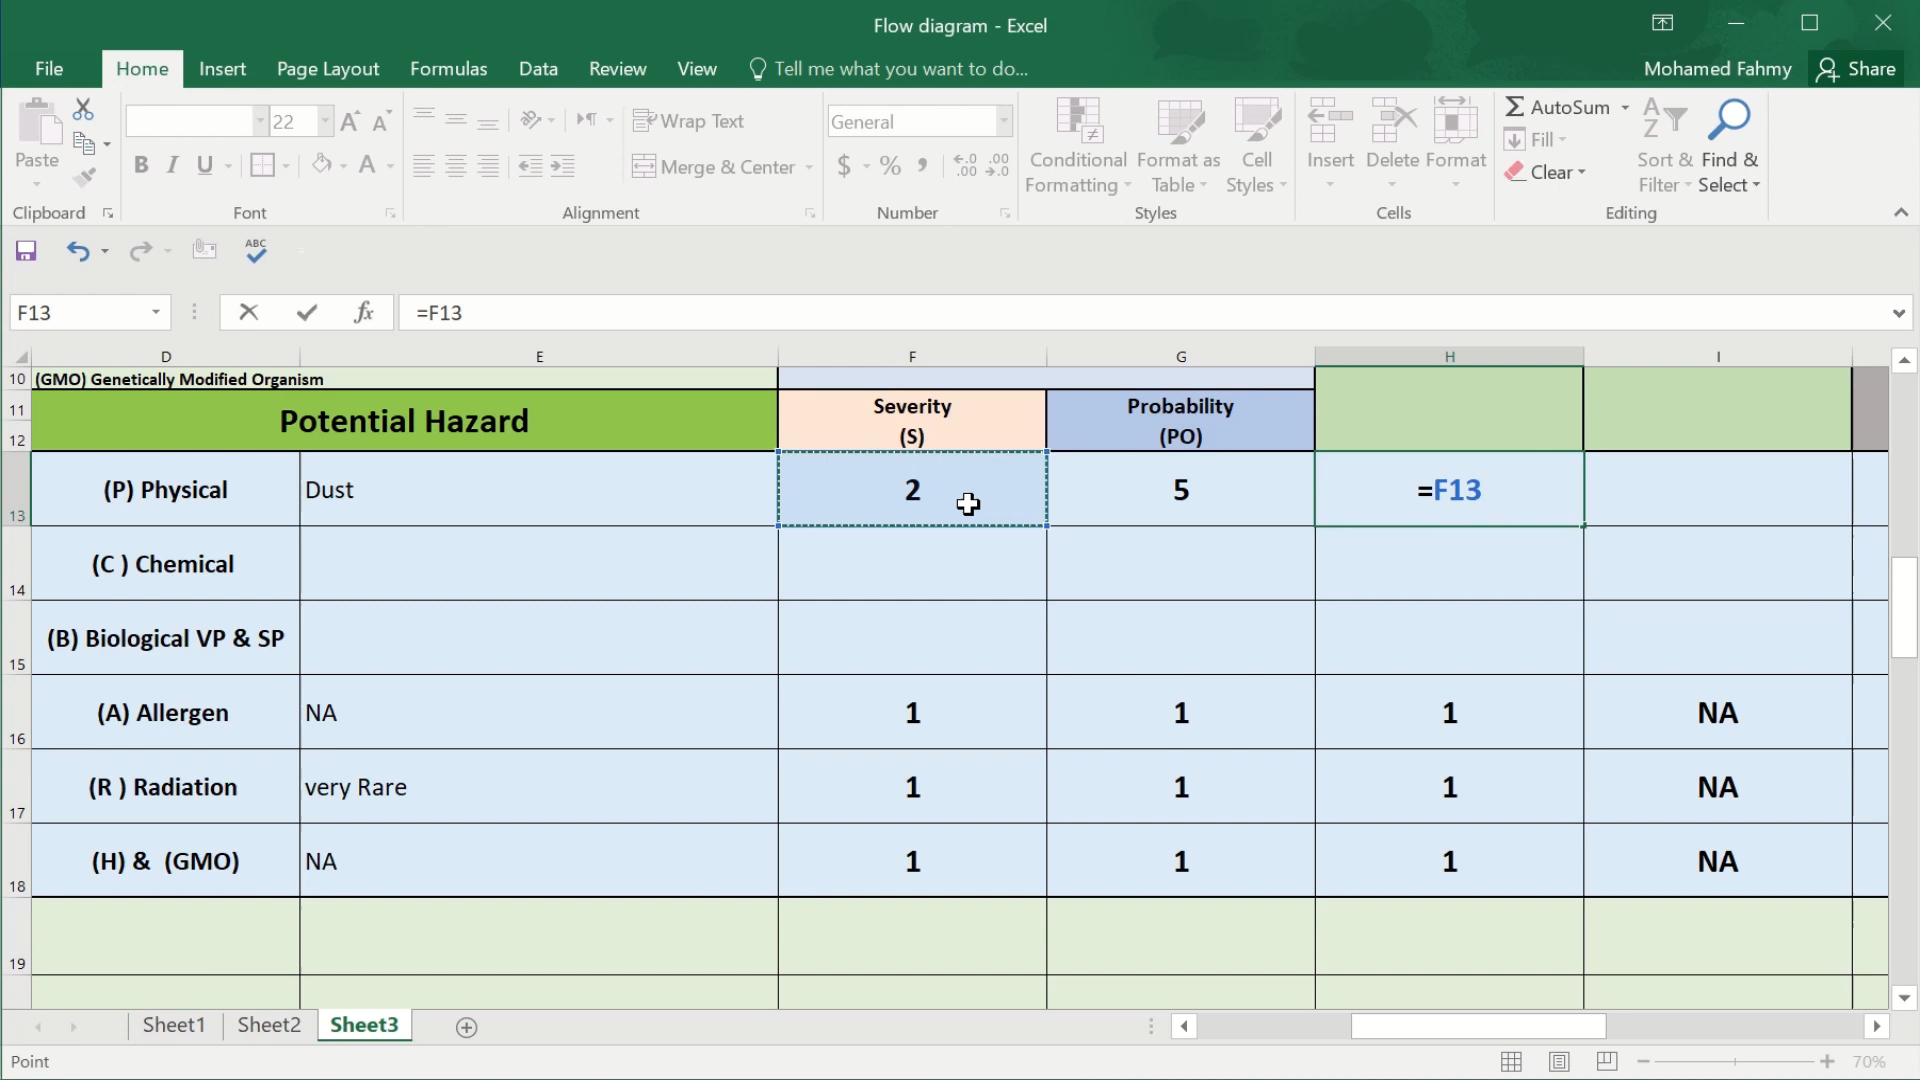 Flow diagram - Excel
File Home Insert Page Layout Formulas Data Review View Tell me what you want to do... Mohamed Fahmy Share
22 A A Wrap Text General AutoSum
Paste B I U A Merge & Center $ % , Conditional Formatting Format as Table Cell Styles Insert Delete Format Fill Clear Sort & Filter Find & Select
Clipboard Font Alignment Number Styles Cells Editing
ABC
F13 fx =F13
D E F G H I
10 (GMO) Genetically Modified Organism
11 Potential Hazard Severity Probability
12 (S) (PO)
13 (P) Physical Dust 2 5 =F13
14 (C ) Chemical
15 (B) Biological VP & SP
16 (A) Allergen NA 1 1 1 NA
17 (R ) Radiation very Rare 1 1 1 NA
18 (H) & (GMO) NA 1 1 1 NA
19
Sheet1 Sheet2 Sheet3
Point 70%